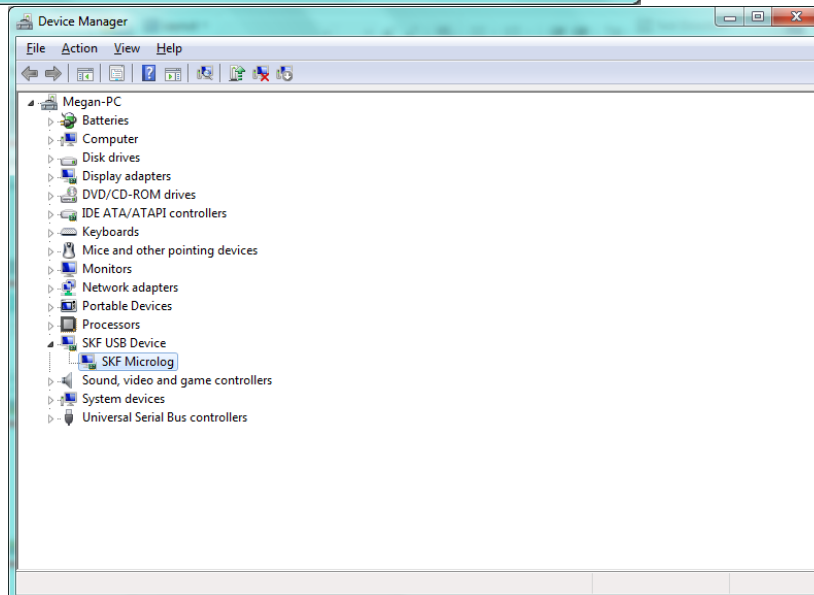 Device Manager
File Action View Help
Megan-PC
Batteries
Computer
Disk drives
Display adapters
DVD/CD-ROM drives
IDE ATA/ATAPI controllers
Keyboards
Mice and other pointing devices
Monitors
Network adapters
Portable Devices
Processors
SKF USB Device
SKF Microlog
Sound, video and game controllers
System devices
Universal Serial Bus controllers